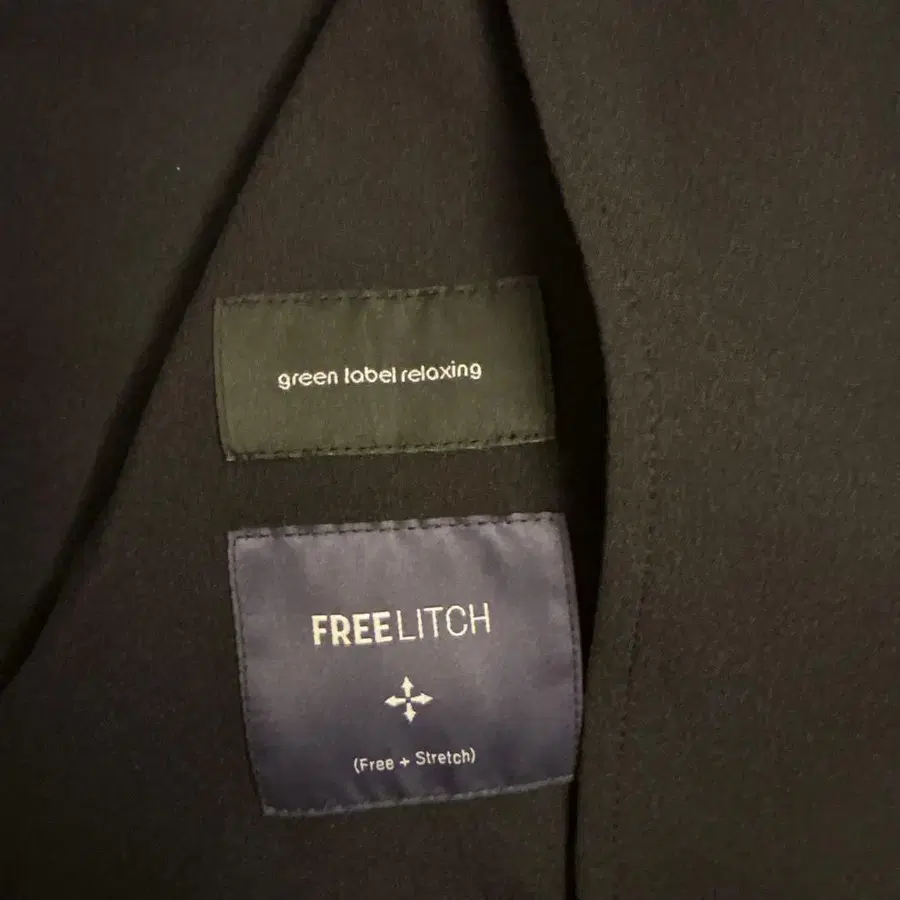 green label relaxing
FREELITCH
(Free + Stretch)